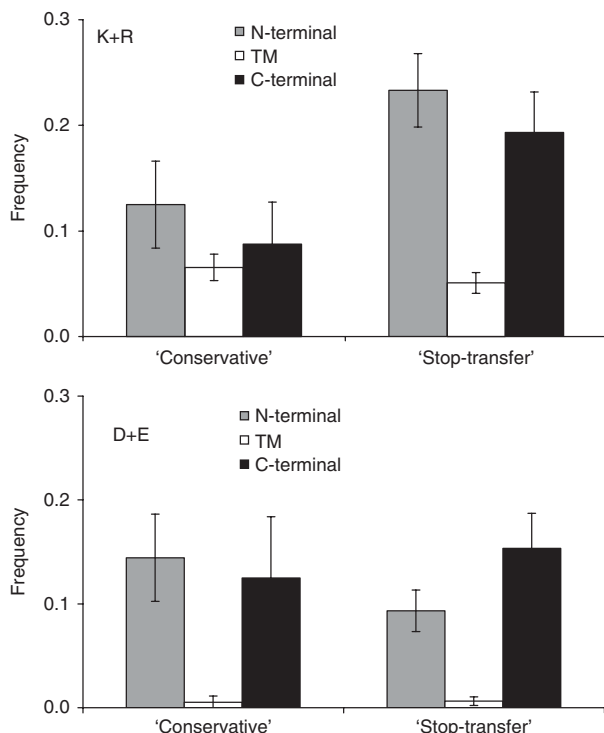 0.3
K+R
N-terminal
TM
C-terminal
0.2
Frequency
0.1
0.0
'Conservative' 'Stop-transfer'
0.3
D+E
N-terminal
TM
C-terminal
0.2
Frequency
0.1
0.0
'Conservative' 'Stop-transfer'